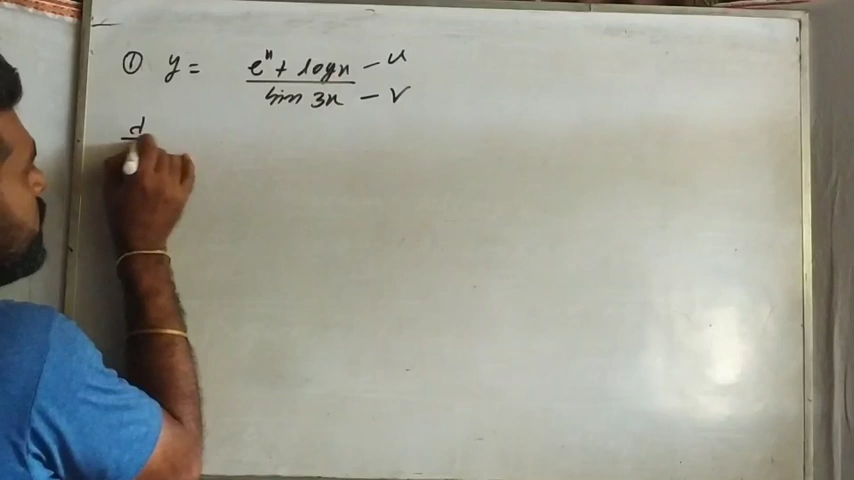 ① y = e^x + log x - u
sin 3x - v
d